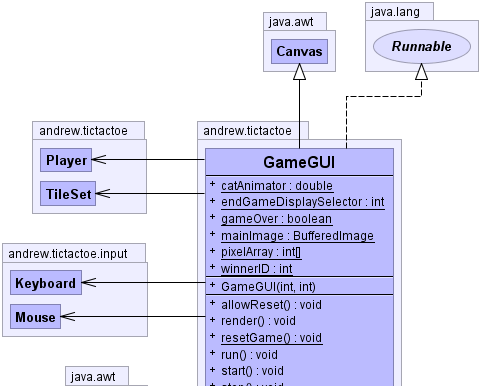 java.awt
Canvas
java.lang
Runnable
andrew.tictactoe
Player
TileSet
andrew.tictactoe.input
Keyboard
Mouse
java.awt
andrew.tictactoe
GameGUI
+ catAnimator : double
+ endGameDisplaySelector : int
+ gameOver : boolean
+ mainImage : BufferedImage
+ pixelArray : int[]
+ winnerID : int
+ GameGUI(int, int)
+ allowReset() : void
+ render() : void
+ resetGame() : void
+ run() : void
+ start() : void
+ stop() : void